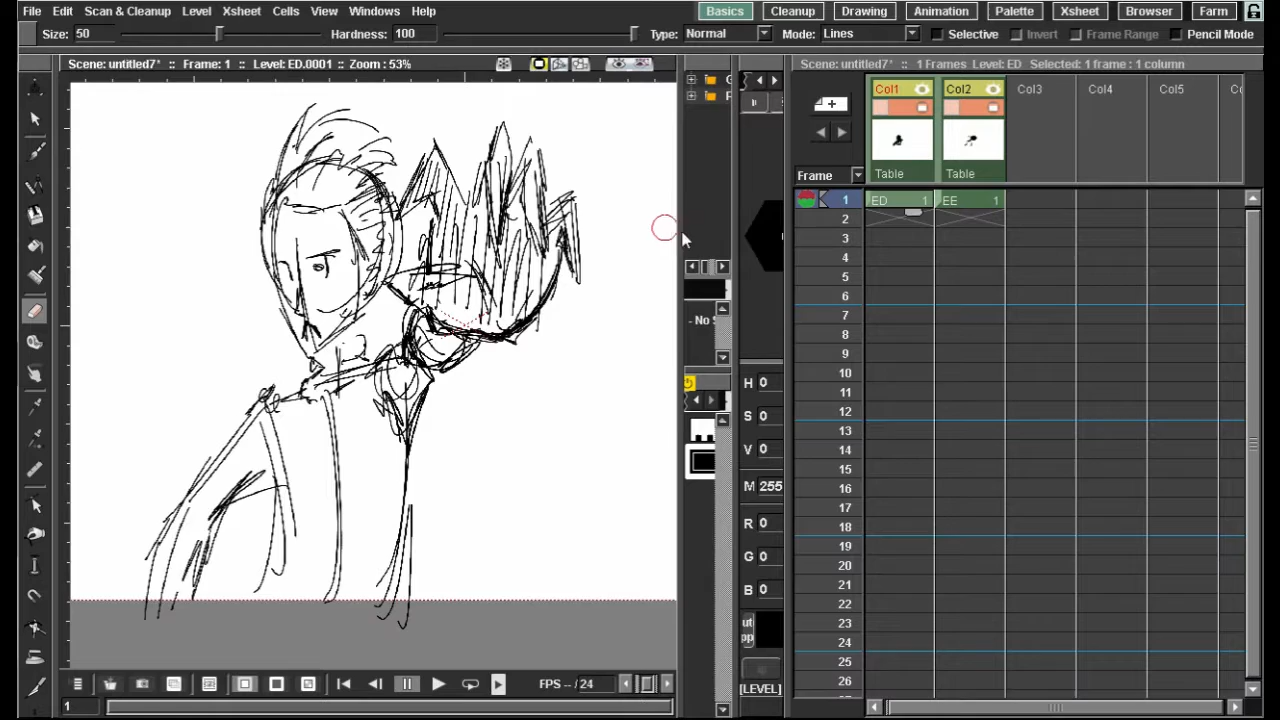 File Edit Scan & Cleanup Level Xsheet Cells View Windows Help Basics Cleanup Drawing Animation Palette Xsheet Browser Farm
Size: 50 Hardness: 100 Type: Normal Mode: Lines Selective Invert Frame Range Pencil Mode
Scene: untitled7* :: Frame: 1 :: Level: ED.0001 :: Zoom : 53%
Scene: untitled7* :: 1 Frames Level: ED Selected: 1 frame : 1 column
Col1 Col2 Col3 Col4 Col5
Frame Table Table
1 ED 1 EE 1
2
3
4
5
6
7
8
9
10
11
12
13
14
15
16
17
18
19
20
21
22
23
24
25
26
- No S
H 0
S 0
V 0
M 255
R 0
G 0
B 0
[LEVEL]
FPS -- /24
1